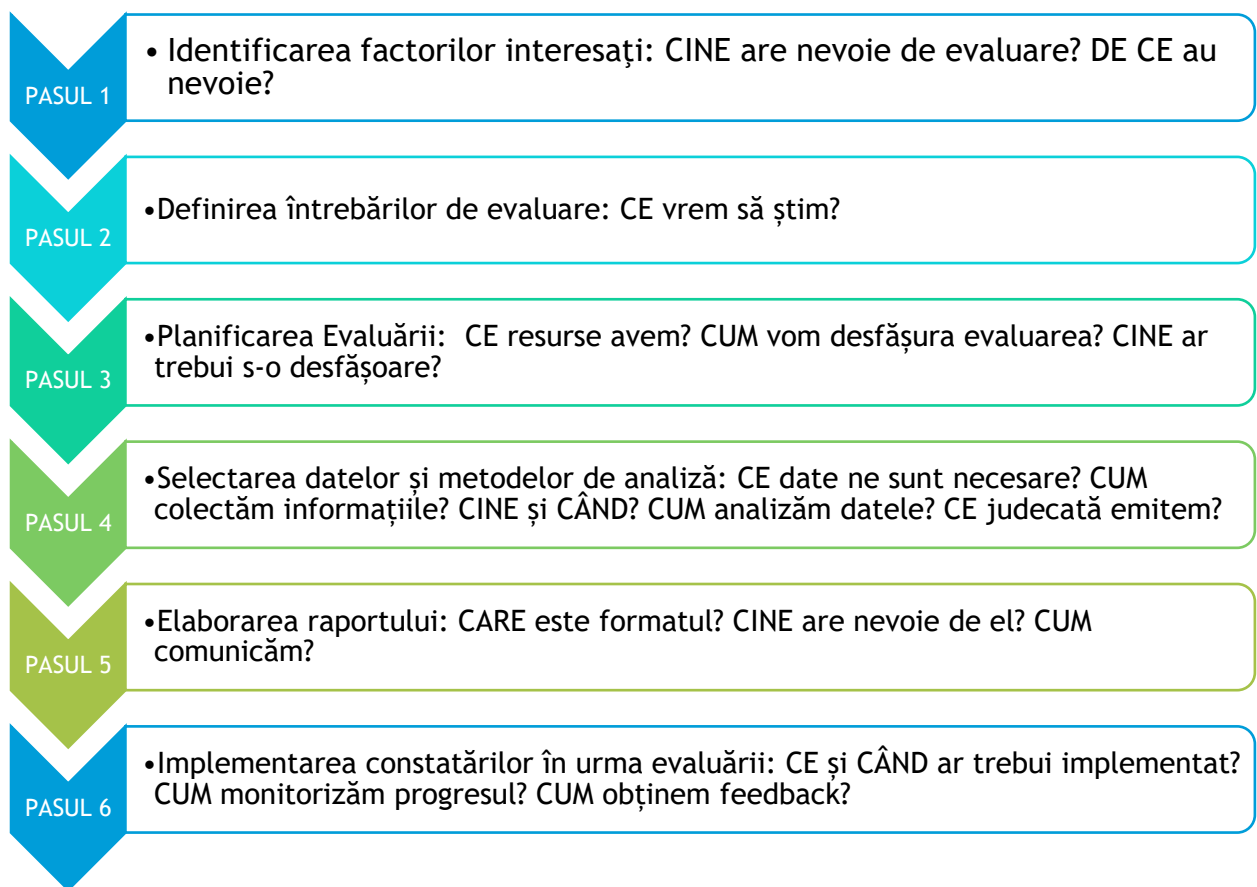 PASUL 1
• Identificarea factorilor interesaţi: CINE are nevoie de evaluare? DE CE au
nevoie?
PASUL 2
•Definirea întrebărilor de evaluare: CE vrem să știm?
PASUL 3
•Planificarea Evaluării: CE resurse avem? CUM vom desfășura evaluarea? CINE ar
trebui s-o desfășoare?
PASUL 4
•Selectarea datelor și metodelor de analiză: CE date ne sunt necesare? CUM
colectăm informațiile? CINE și CÂND? CUM analizăm datele? CE judecată emitem?
PASUL 5
•Elaborarea raportului: CARE este formatul? CINE are nevoie de el? CUM
comunicăm?
PASUL 6
•Implementarea constatărilor în urma evaluării: CE și CÂND ar trebui implementat?
CUM monitorizăm progresul? CUM obținem feedback?